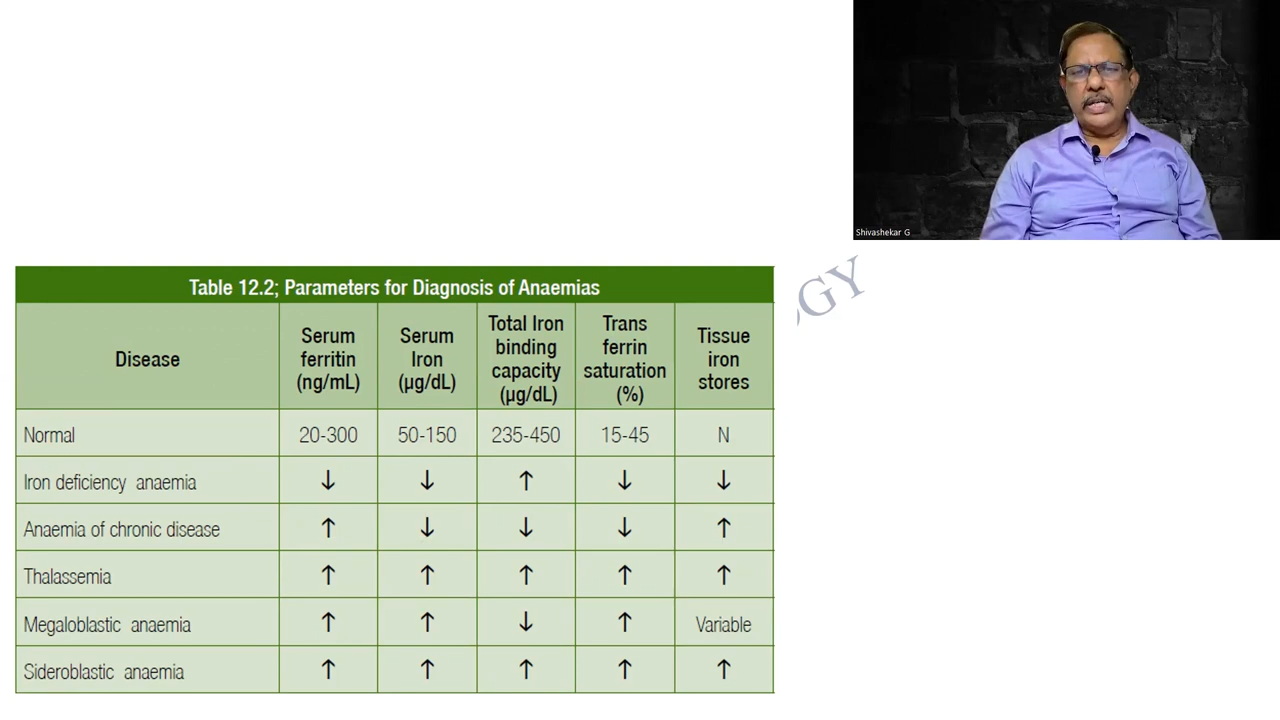 Shivashekar G
OGY
Table 12.2; Parameters for Diagnosis of Anaemias
Disease
Serum
ferritin
(ng/mL)
Serum
Iron
(µg/dL)
Total Iron
binding
capacity
(µg/dL)
Trans
ferrin
saturation
(%)
Tissue
iron
stores
Normal 20-300 50-150 235-450 15-45 N
Iron deficiency anaemia ↓ ↓ ↑ ↓ ↓
Anaemia of chronic disease ↑ ↓ ↓ ↓ ↑
Thalassemia ↑ ↑ ↑ ↑ ↑
Megaloblastic anaemia ↑ ↑ ↓ ↑ Variable
Sideroblastic anaemia ↑ ↑ ↑ ↑ ↑